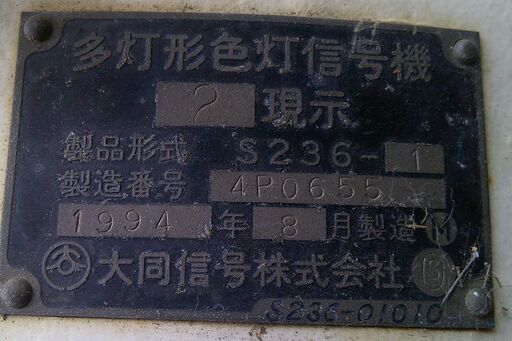 多灯形色灯信号機
2 現示
製品形式 S236-1
製造番号 4P0655
1994 年 8 月製造 M
大同信号株式会社
S236-01010